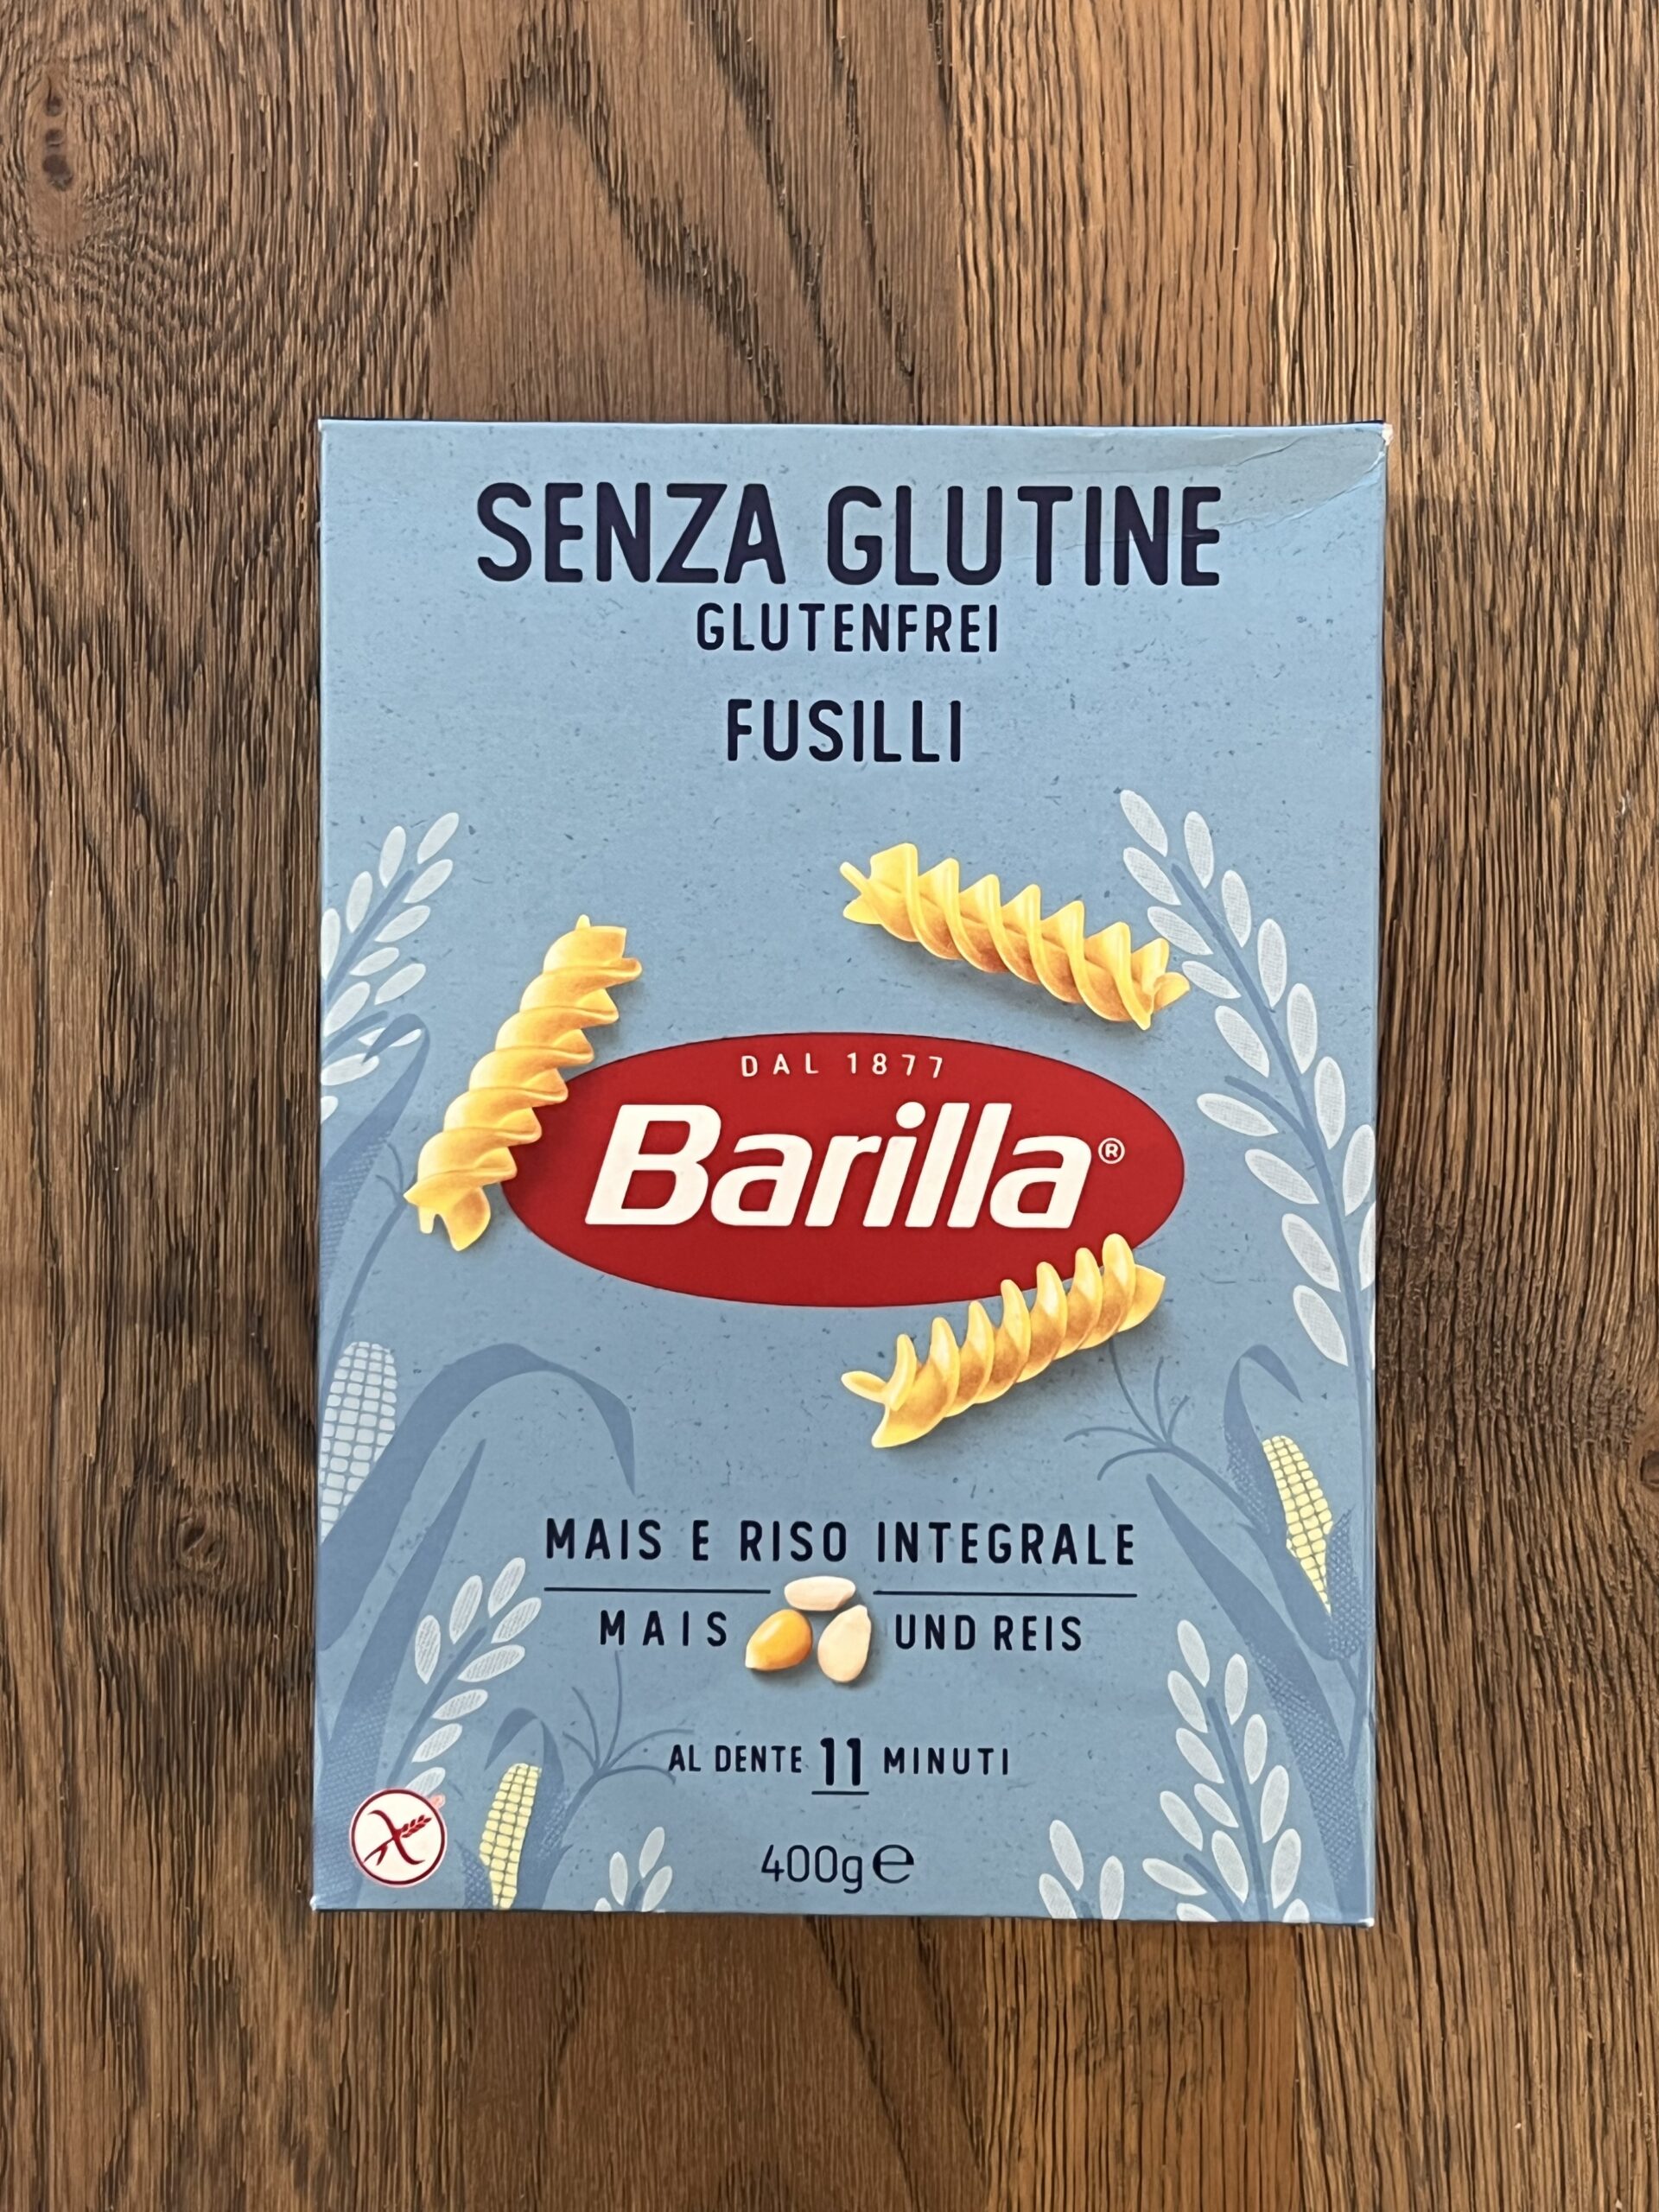 SENZA GLUTINE
GLUTENFREI
FUSILLI
DAL 1877
Barilla®
MAIS E RISO INTEGRALE
MAIS UND REIS
AL DENTE 11 MINUTI
400g e